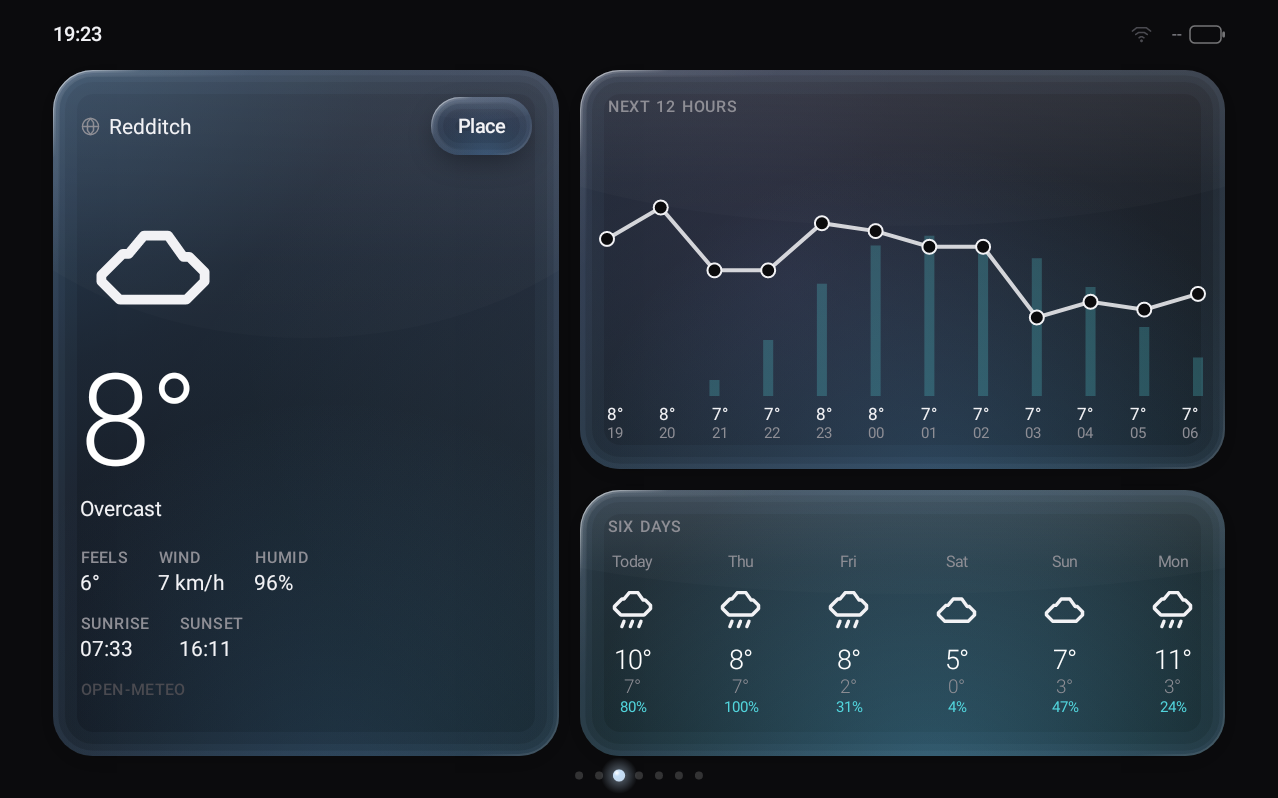 19:23
--
Redditch
Place
8°
Overcast
FEELS WIND HUMID
6° 7 km/h 96%
SUNRISE SUNSET
07:33 16:11
OPEN-METEO
NEXT 12 HOURS
8° 8° 7° 7° 8° 8° 7° 7° 7° 7° 7° 7°
19 20 21 22 23 00 01 02 03 04 05 06
SIX DAYS
Today Thu Fri Sat Sun Mon
10° 8° 8° 5° 7° 11°
7° 7° 2° 0° 3° 3°
80% 100% 31% 4% 47% 24%